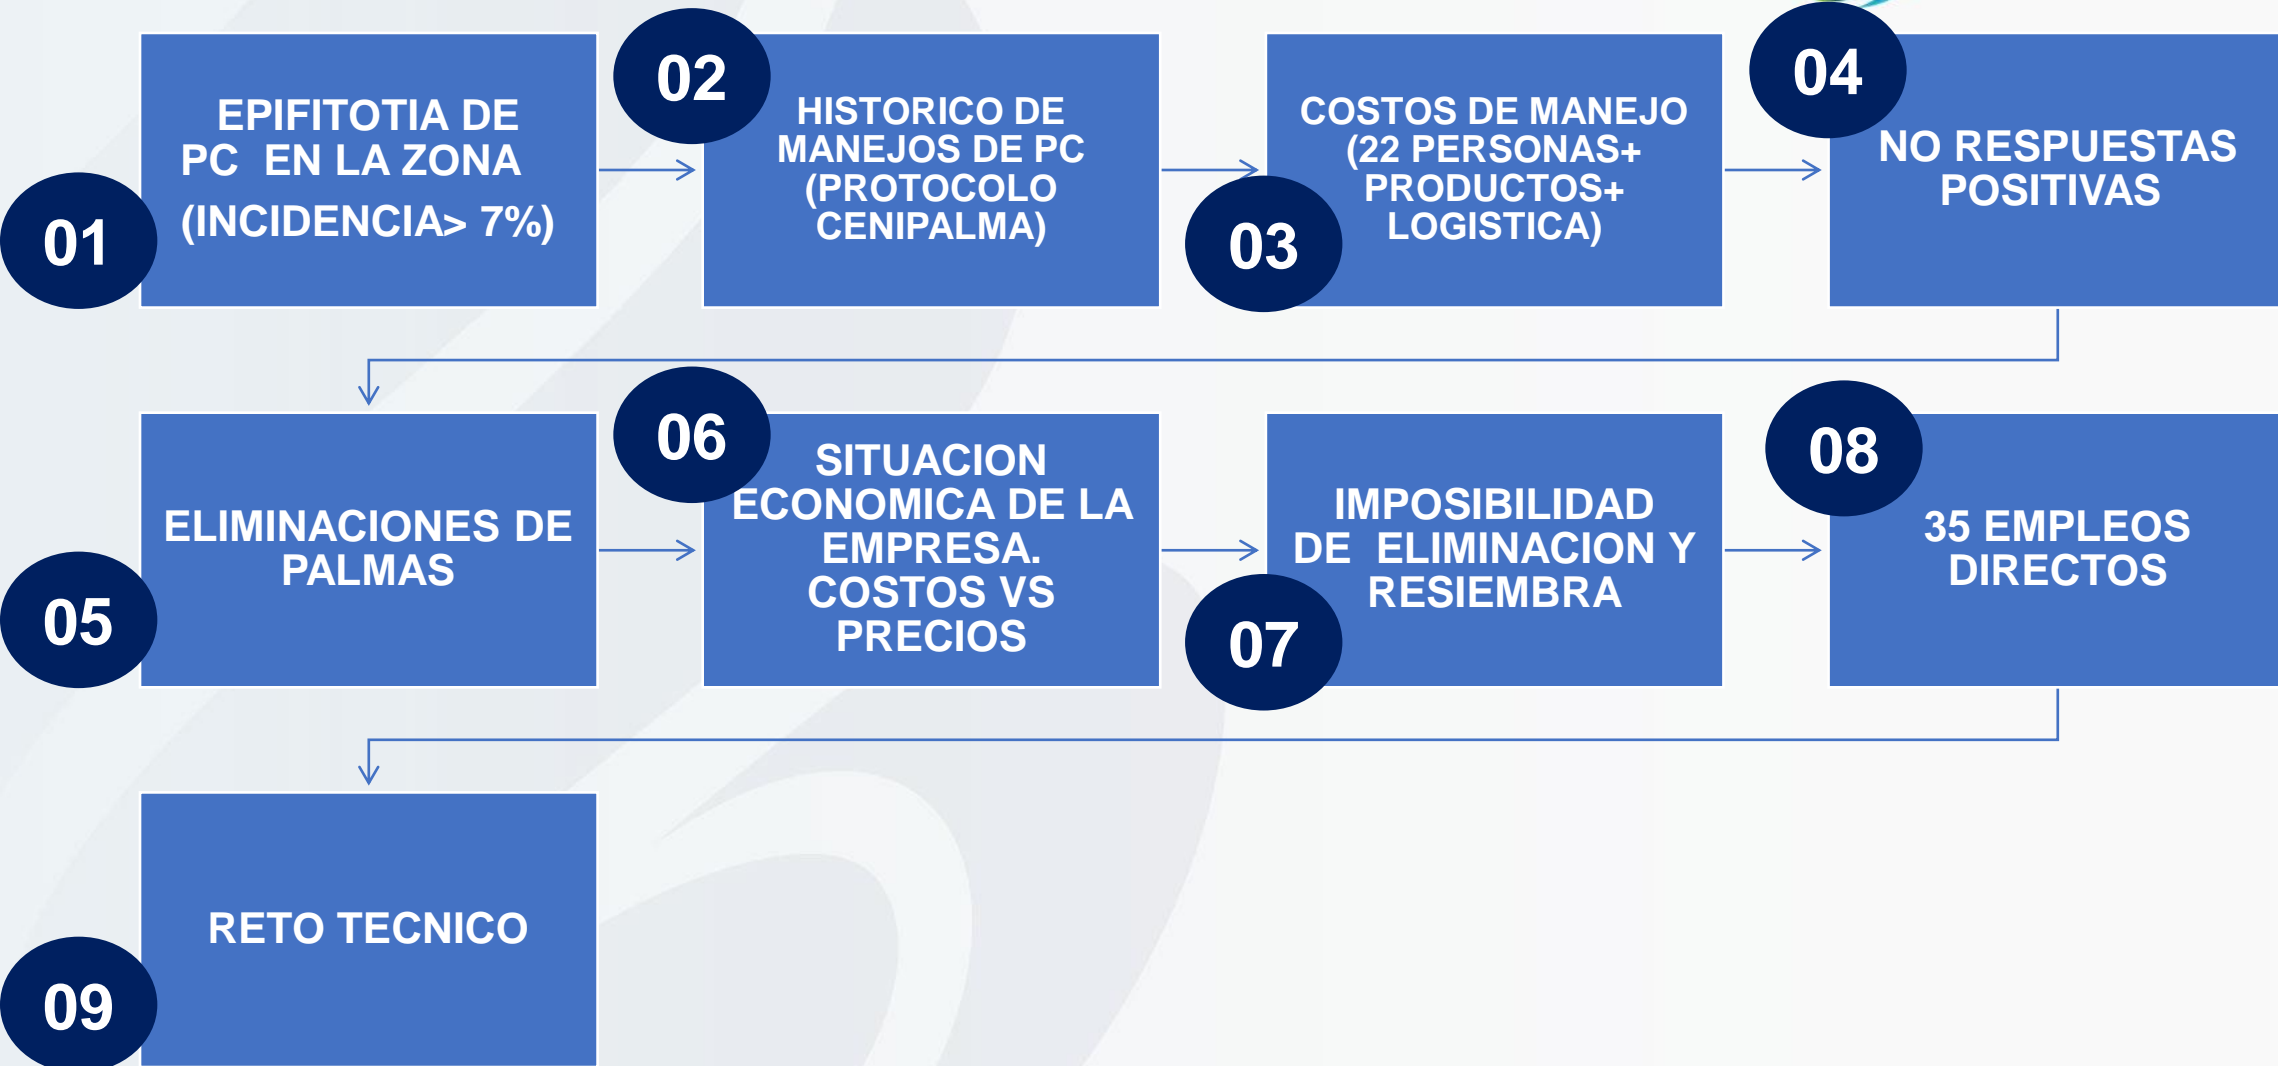 01
EPIFITOTIA DE
PC EN LA ZONA
(INCIDENCIA> 7%)
02
HISTORICO DE
MANEJOS DE PC
(PROTOCOLO
CENIPALMA)
03
COSTOS DE MANEJO
(22 PERSONAS+
PRODUCTOS+
LOGISTICA)
04
NO RESPUESTAS
POSITIVAS
05
ELIMINACIONES DE
PALMAS
06
SITUACION
ECONOMICA DE LA
EMPRESA.
COSTOS VS
PRECIOS
07
IMPOSIBILIDAD
DE ELIMINACION Y
RESIEMBRA
08
35 EMPLEOS
DIRECTOS
09
RETO TECNICO